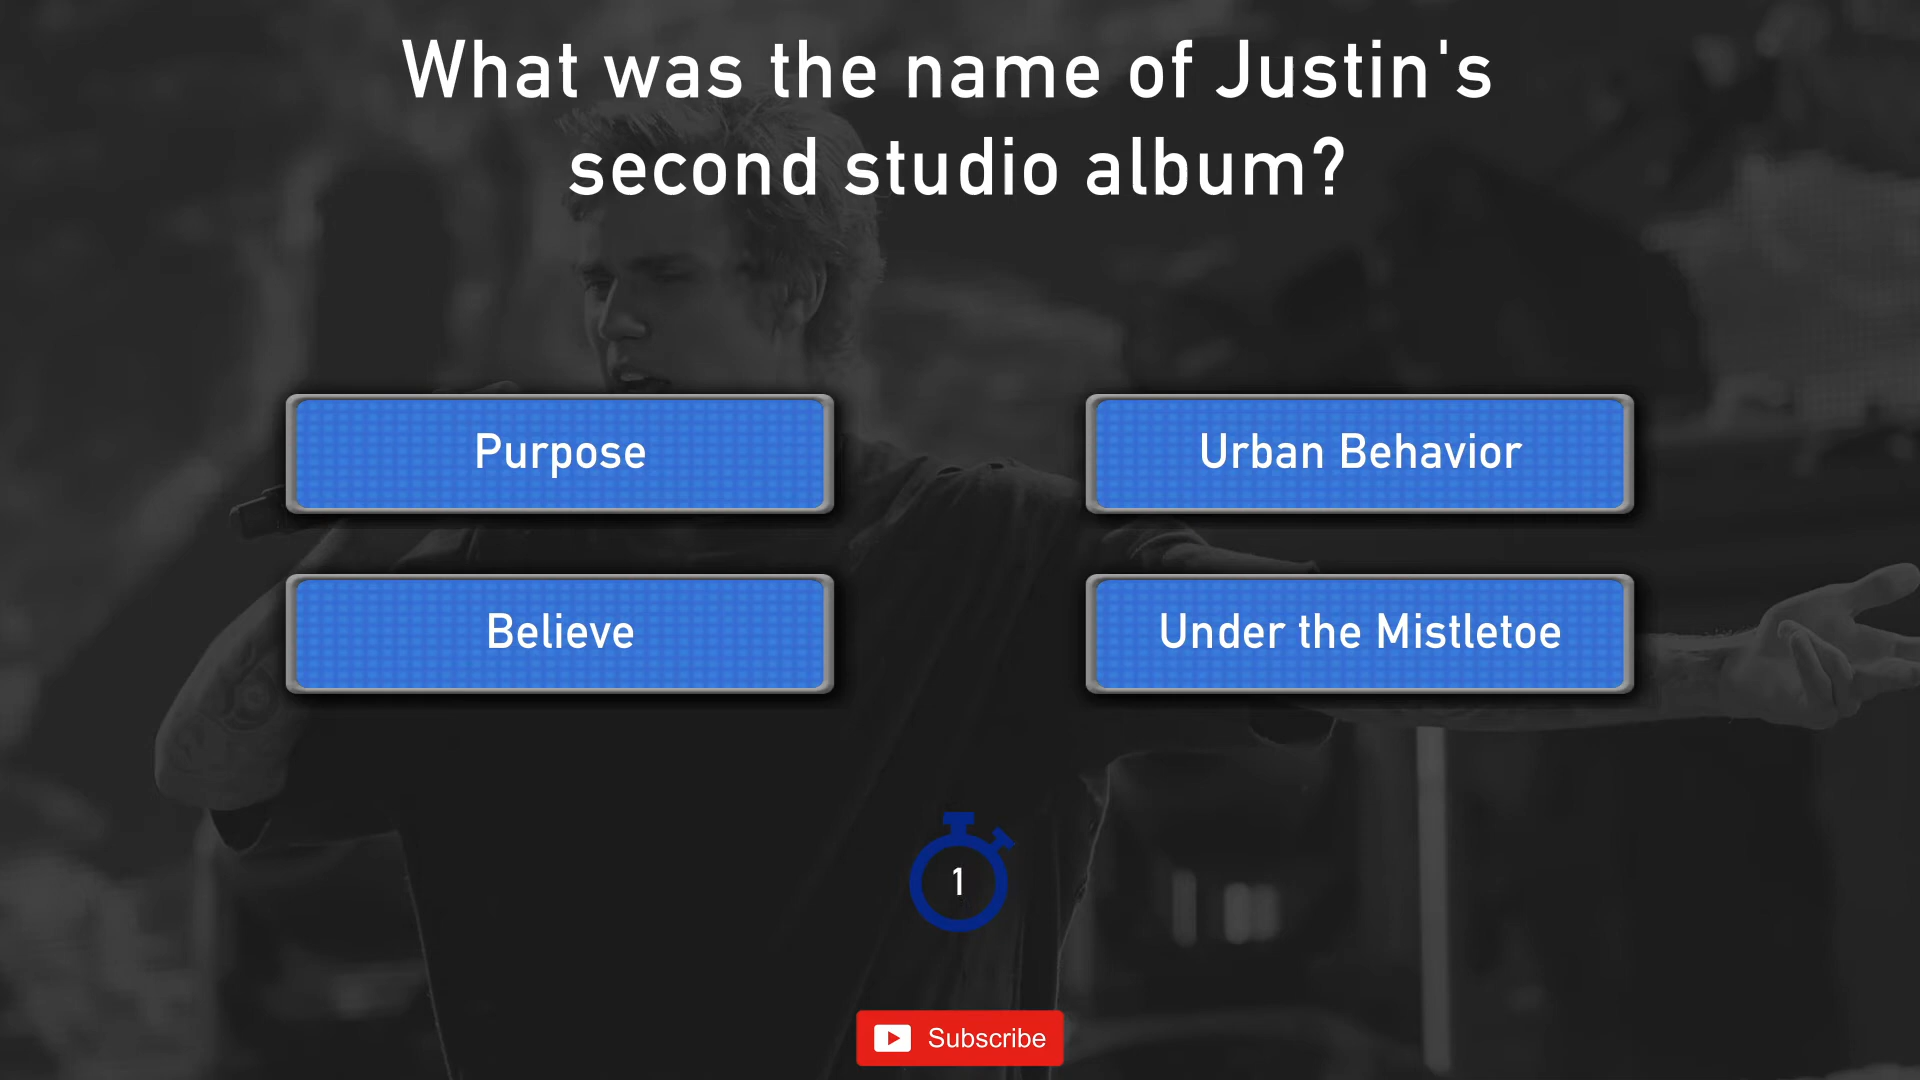 What was the name of Justin's
second studio album?
Purpose
Urban Behavior
Believe
Under the Mistletoe
1
Subscribe